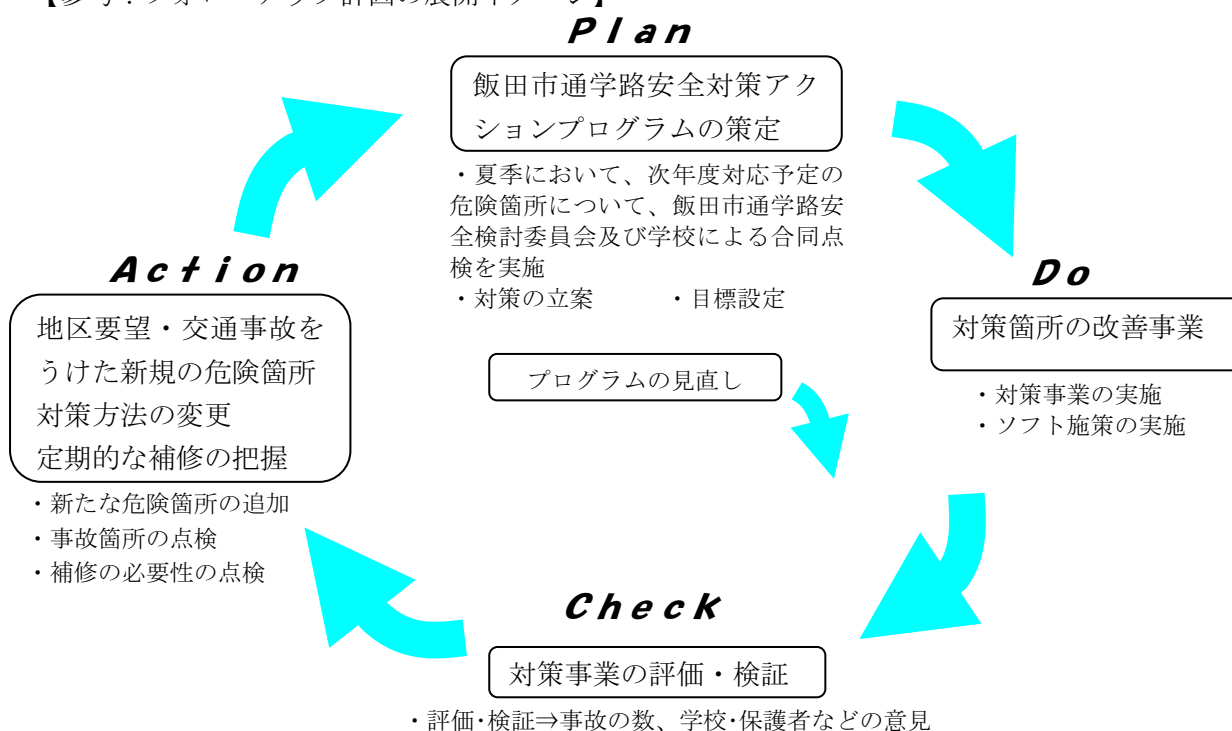 Plan
飯田市通学路安全対策アク
ションプログラムの策定
・夏季において、次年度対応予定の
危険箇所について、飯田市通学路安
全検討委員会及び学校による合同点
検を実施
・対策の立案　　・目標設定
Do
対策箇所の改善事業
・対策事業の実施
・ソフト施策の実施
プログラムの見直し
Check
対策事業の評価・検証
・評価・検証⇒事故の数、学校・保護者などの意見
Action
地区要望・交通事故を
うけた新規の危険箇所
対策方法の変更
定期的な補修の把握
・新たな危険箇所の追加
・事故箇所の点検
・補修の必要性の点検